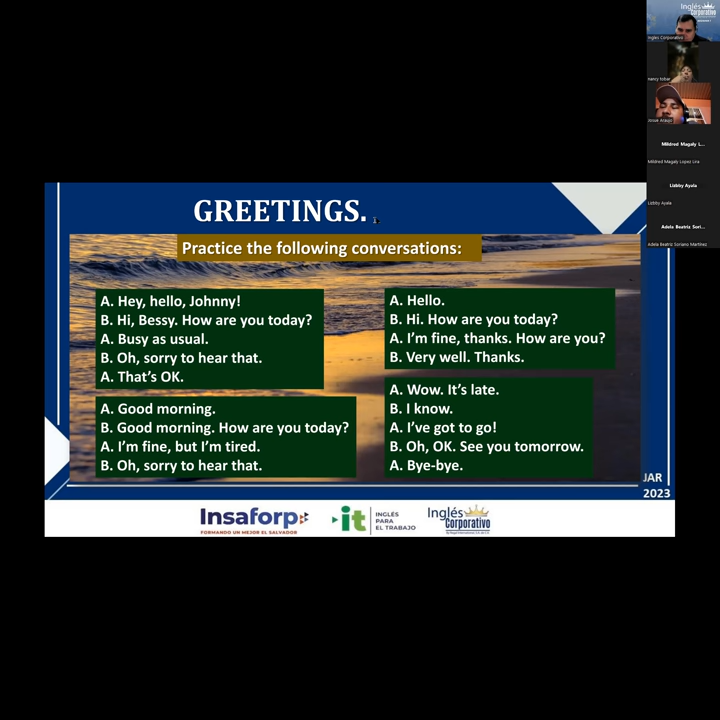 GREETINGS.
Practice the following conversations:
A. Hey, hello, Johnny!
B. Hi, Bessy. How are you today?
A. Busy as usual.
B. Oh, sorry to hear that.
A. That's OK.
A. Good morning.
B. Good morning. How are you today?
A. I'm fine, but I'm tired.
B. Oh, sorry to hear that.
A. Hello.
B. Hi. How are you today?
A. I'm fine, thanks. How are you?
B. Very well. Thanks.
A. Wow. It's late.
B. I know.
A. I've got to go!
B. Oh, OK. See you tomorrow.
A. Bye-bye.
JAR
2023
Insaforp
FORMANDO UN MEJOR EL SALVADOR
it
INGLÉS
PARA
EL TRABAJO
Inglés
Corporativo
Inglés
Corporativo
Inglés Corporativo
nancy tobar
Mildred Magaly L...
Mildred Magaly Lopez Lira
Lizbby Ayala
Lizbby Ayala
Adela Beatriz Sori...
Adela Beatriz Soriano Martínez